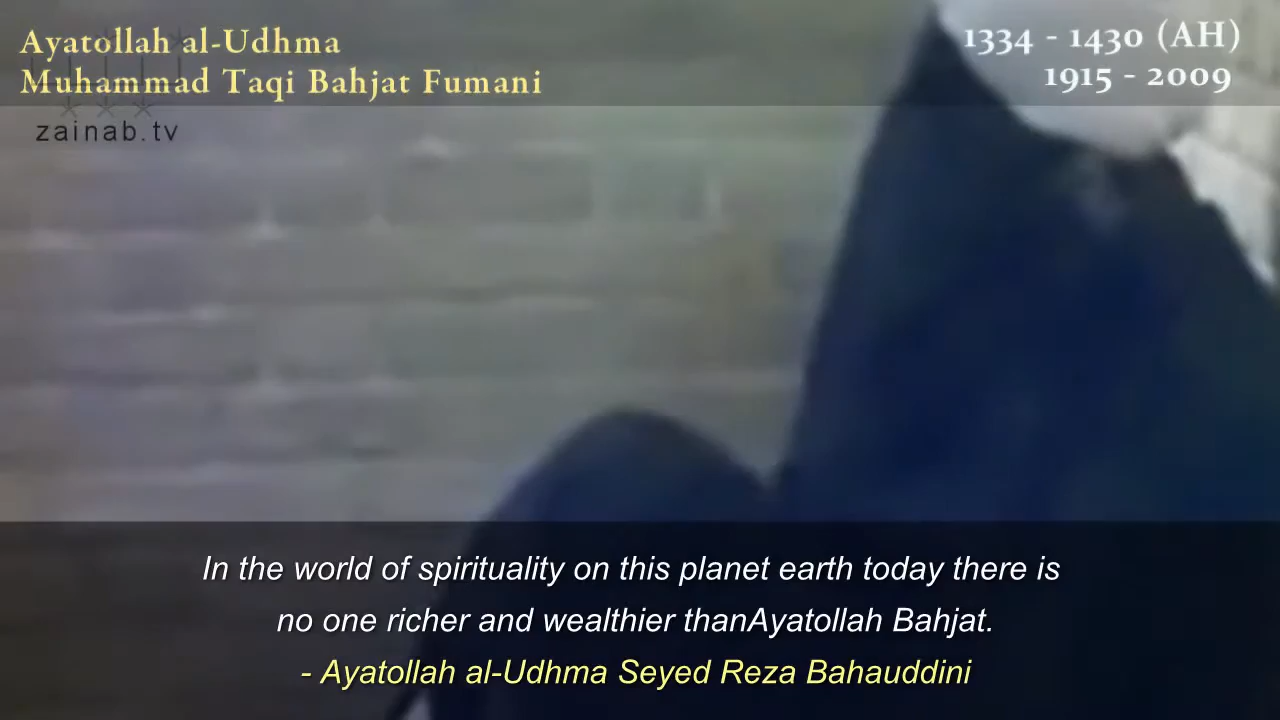 Ayatollah al-Udhma
Muhammad Taqi Bahjat Fumani
1334 - 1430 (AH)
1915 - 2009
zainab.tv
In the world of spirituality on this planet earth today there is
no one richer and wealthier thanAyatollah Bahjat.
- Ayatollah al-Udhma Seyed Reza Bahauddini